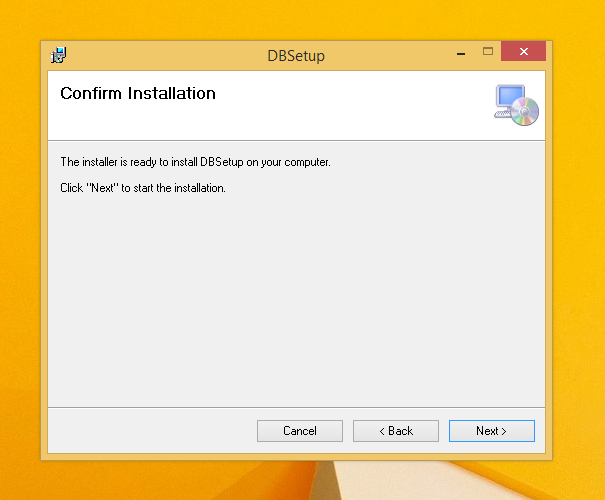 DBSetup
Confirm Installation
The installer is ready to install DBSetup on your computer.
Click "Next" to start the installation.
Cancel
< Back
Next >